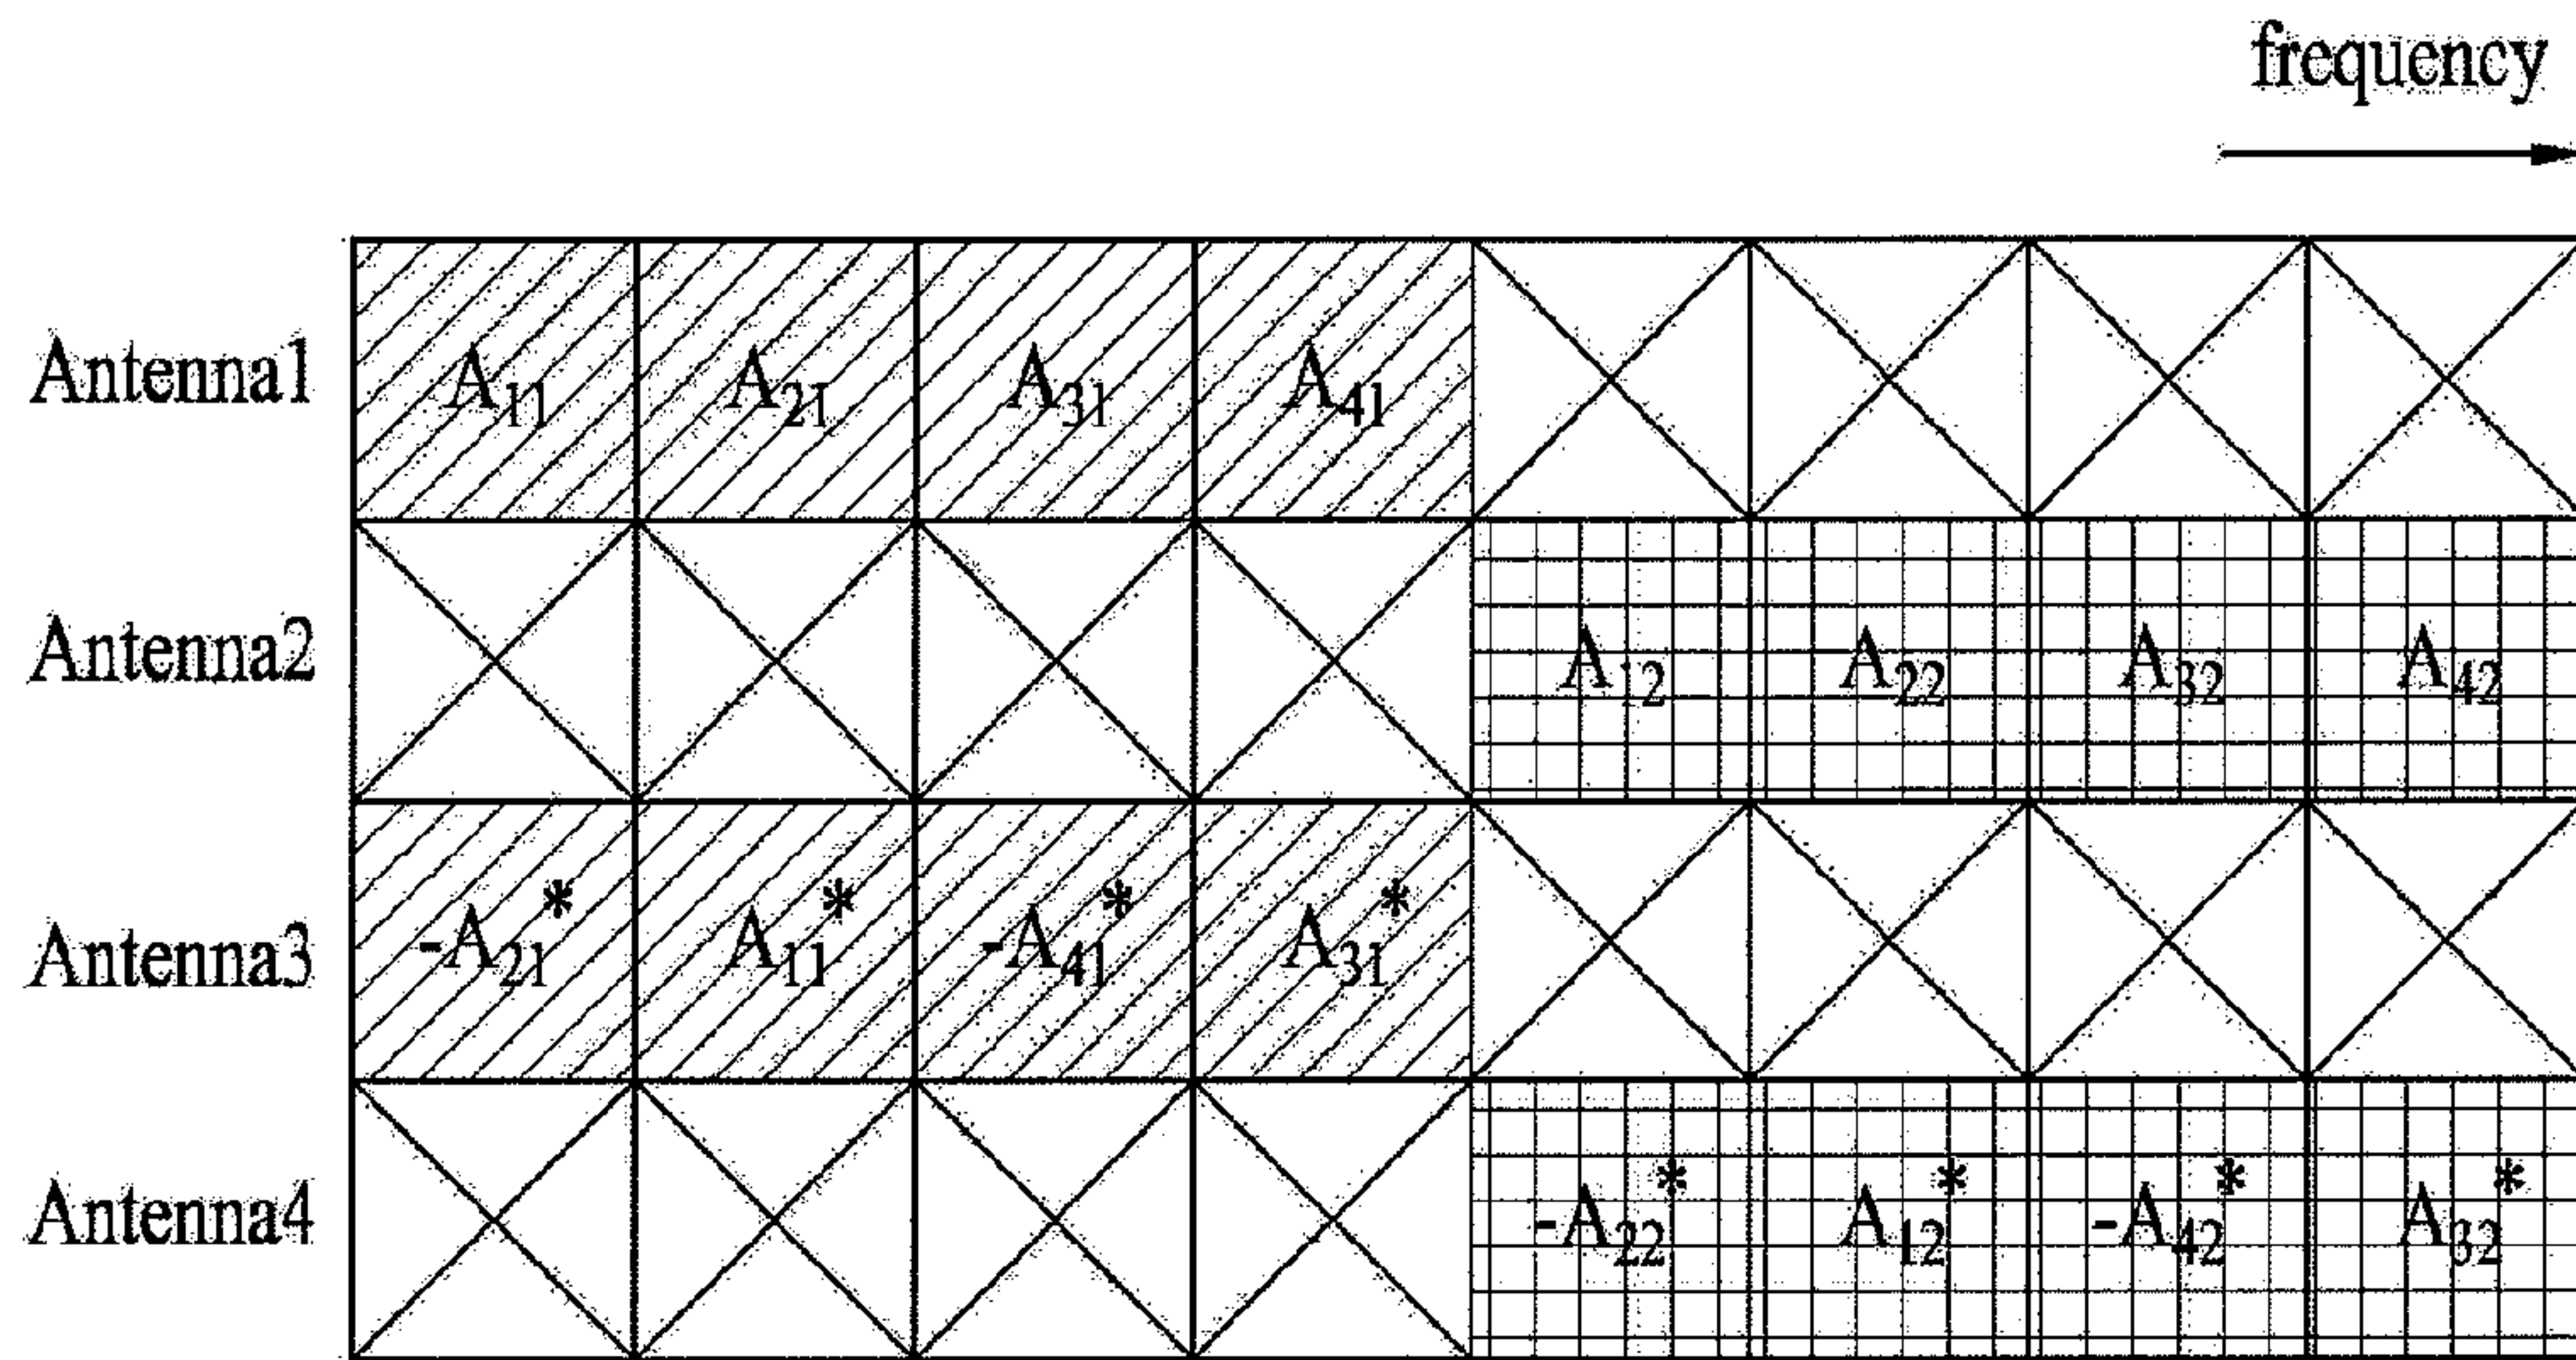 frequency
Antenna1 A11 A21 A31 A41
Antenna2 A12 A22 A32 A42
Antenna3 -A21* A11* -A41* A31*
Antenna4 -A22* A12* -A42* A32*